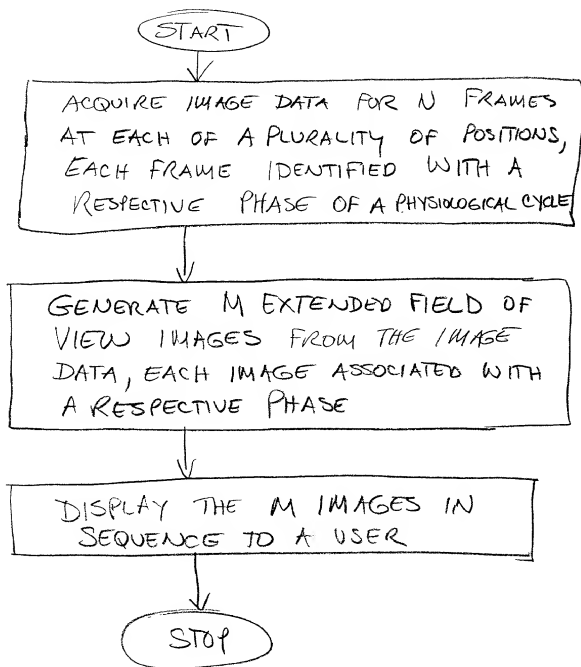 START
ACQUIRE IMAGE DATA FOR N FRAMES
AT EACH OF A PLURALITY OF POSITIONS,
EACH FRAME IDENTIFIED WITH A
RESPECTIVE PHASE OF A PHYSIOLOGICAL CYCLE
GENERATE M EXTENDED FIELD OF
VIEW IMAGES FROM THE IMAGE
DATA, EACH IMAGE ASSOCIATED WITH
A RESPECTIVE PHASE
DISPLAY THE M IMAGES IN
SEQUENCE TO A USER
STOP